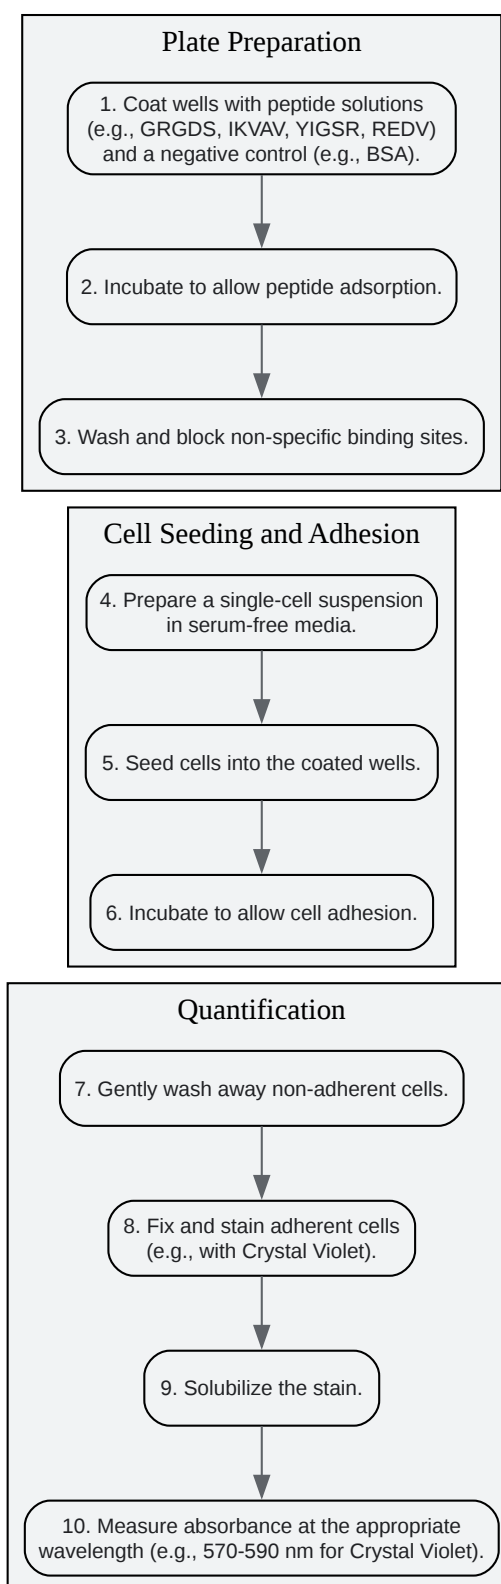 Plate Preparation
1. Coat wells with peptide solutions
(e.g., GRGDS, IKVAV, YIGSR, REDV)
and a negative control (e.g., BSA).
2. Incubate to allow peptide adsorption.
3. Wash and block non-specific binding sites.
Cell Seeding and Adhesion
4. Prepare a single-cell suspension
in serum-free media.
5. Seed cells into the coated wells.
6. Incubate to allow cell adhesion.
Quantification
7. Gently wash away non-adherent cells.
8. Fix and stain adherent cells
(e.g., with Crystal Violet).
9. Solubilize the stain.
10. Measure absorbance at the appropriate
wavelength (e.g., 570-590 nm for Crystal Violet).